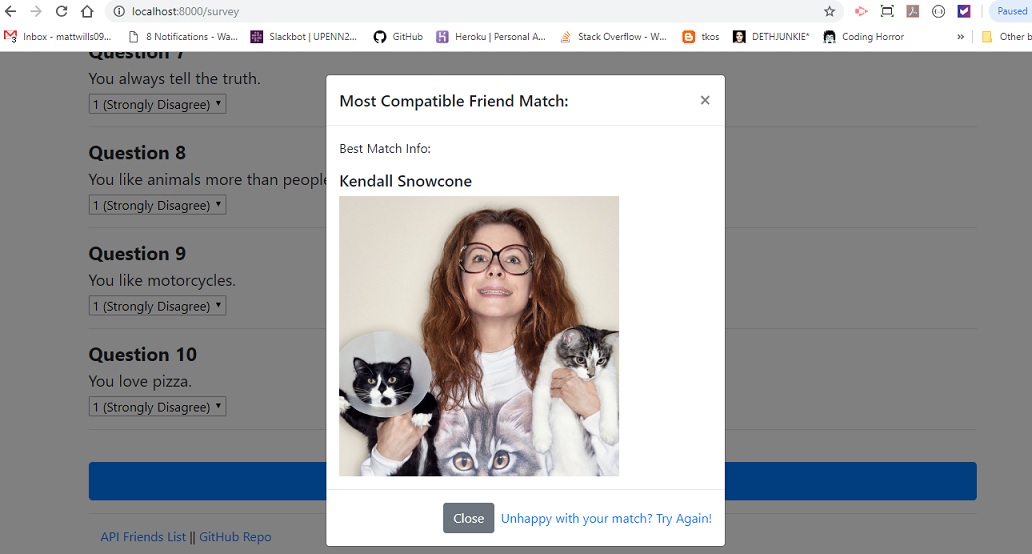 localhost:8000/survey
Paused
Inbox - mattwills09...
8 Notifications - Wa...
Slackbot | UPENN2...
GitHub
Heroku | Personal A...
Stack Overflow - W...
tkos
DETHJUNKIE*
Coding Horror
»
Other b
Question 7
You always tell the truth.
1 (Strongly Disagree)
Question 8
You like animals more than people
1 (Strongly Disagree)
Question 9
You like motorcycles.
1 (Strongly Disagree)
Question 10
You love pizza.
1 (Strongly Disagree)
API Friends List || GitHub Repo
Most Compatible Friend Match:
×
Best Match Info:
Kendall Snowcone
Close
Unhappy with your match? Try Again!